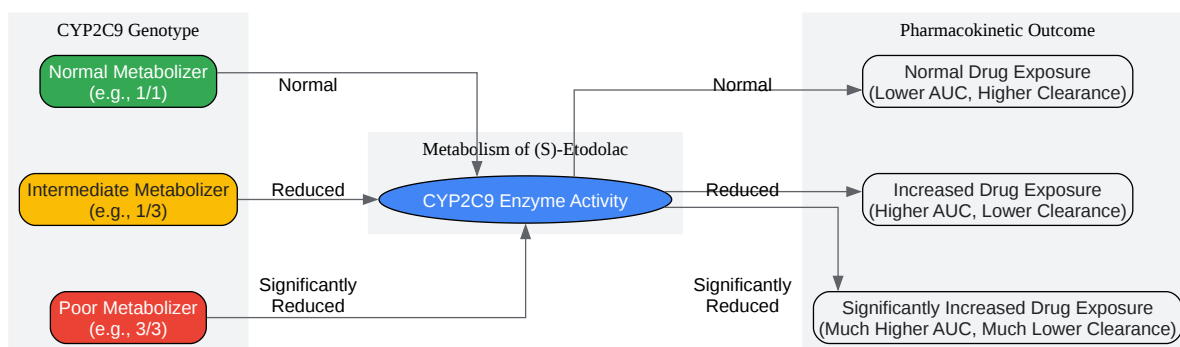 CYP2C9 Genotype
Normal Metabolizer
(e.g., 1/1)
Intermediate Metabolizer
(e.g., 1/3)
Poor Metabolizer
(e.g., 3/3)
Normal
Reduced
Significantly
Reduced
Metabolism of (S)-Etodolac
CYP2C9 Enzyme Activity
Normal
Reduced
Significantly
Reduced
Pharmacokinetic Outcome
Normal Drug Exposure
(Lower AUC, Higher Clearance)
Increased Drug Exposure
(Higher AUC, Lower Clearance)
Significantly Increased Drug Exposure
(Much Higher AUC, Much Lower Clearance)